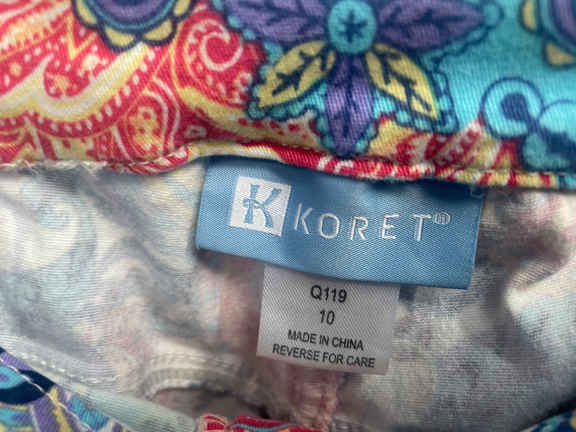 K KORET®
Q119
10
MADE IN CHINA
REVERSE FOR CARE